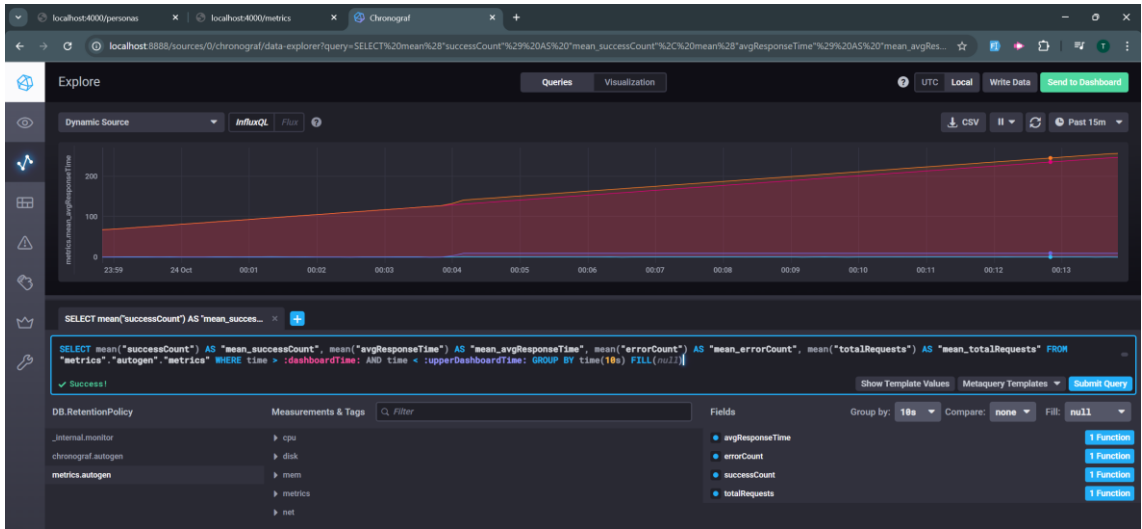 localhost:4000/personas
localhost:4000/metrics
Chronograf
localhost:8888/sources/0/chronograf/data-explorer?query=SELECT%20mean%28"successCount"%29%20AS%20"mean_successCount"%2C%20mean%28"avgResponseTime"%29%20AS%20"mean_avgRes...
T
Explore
Queries Visualization
UTC Local Write Data Send to Dashboard
Dynamic Source InfluxQL Flux
CSV Past 15m
metrics.mean_avgResponseTime
200
100
0
23:59 24 Oct 00:01 00:02 00:03 00:04 00:05 00:06 00:07 00:08 00:09 00:10 00:11 00:12 00:13
SELECT mean("successCount") AS "mean_succes...
SELECT mean("successCount") AS "mean_successCount", mean("avgResponseTime") AS "mean_avgResponseTime", mean("errorCount") AS "mean_errorCount", mean("totalRequests") AS "mean_totalRequests" FROM
"metrics"."autogen"."metrics" WHERE time > :dashboardTime: AND time < :upperDashboardTime: GROUP BY time(10s) FILL(null)
Success!
Show Template Values Metaquery Templates Submit Query
DB.RetentionPolicy Measurements & Tags Filter Fields Group by: 10s Compare: none Fill: null
_internal.monitor
chronograf.autogen
metrics.autogen
cpu
disk
mem
metrics
net
avgResponseTime 1 Function
errorCount 1 Function
successCount 1 Function
totalRequests 1 Function